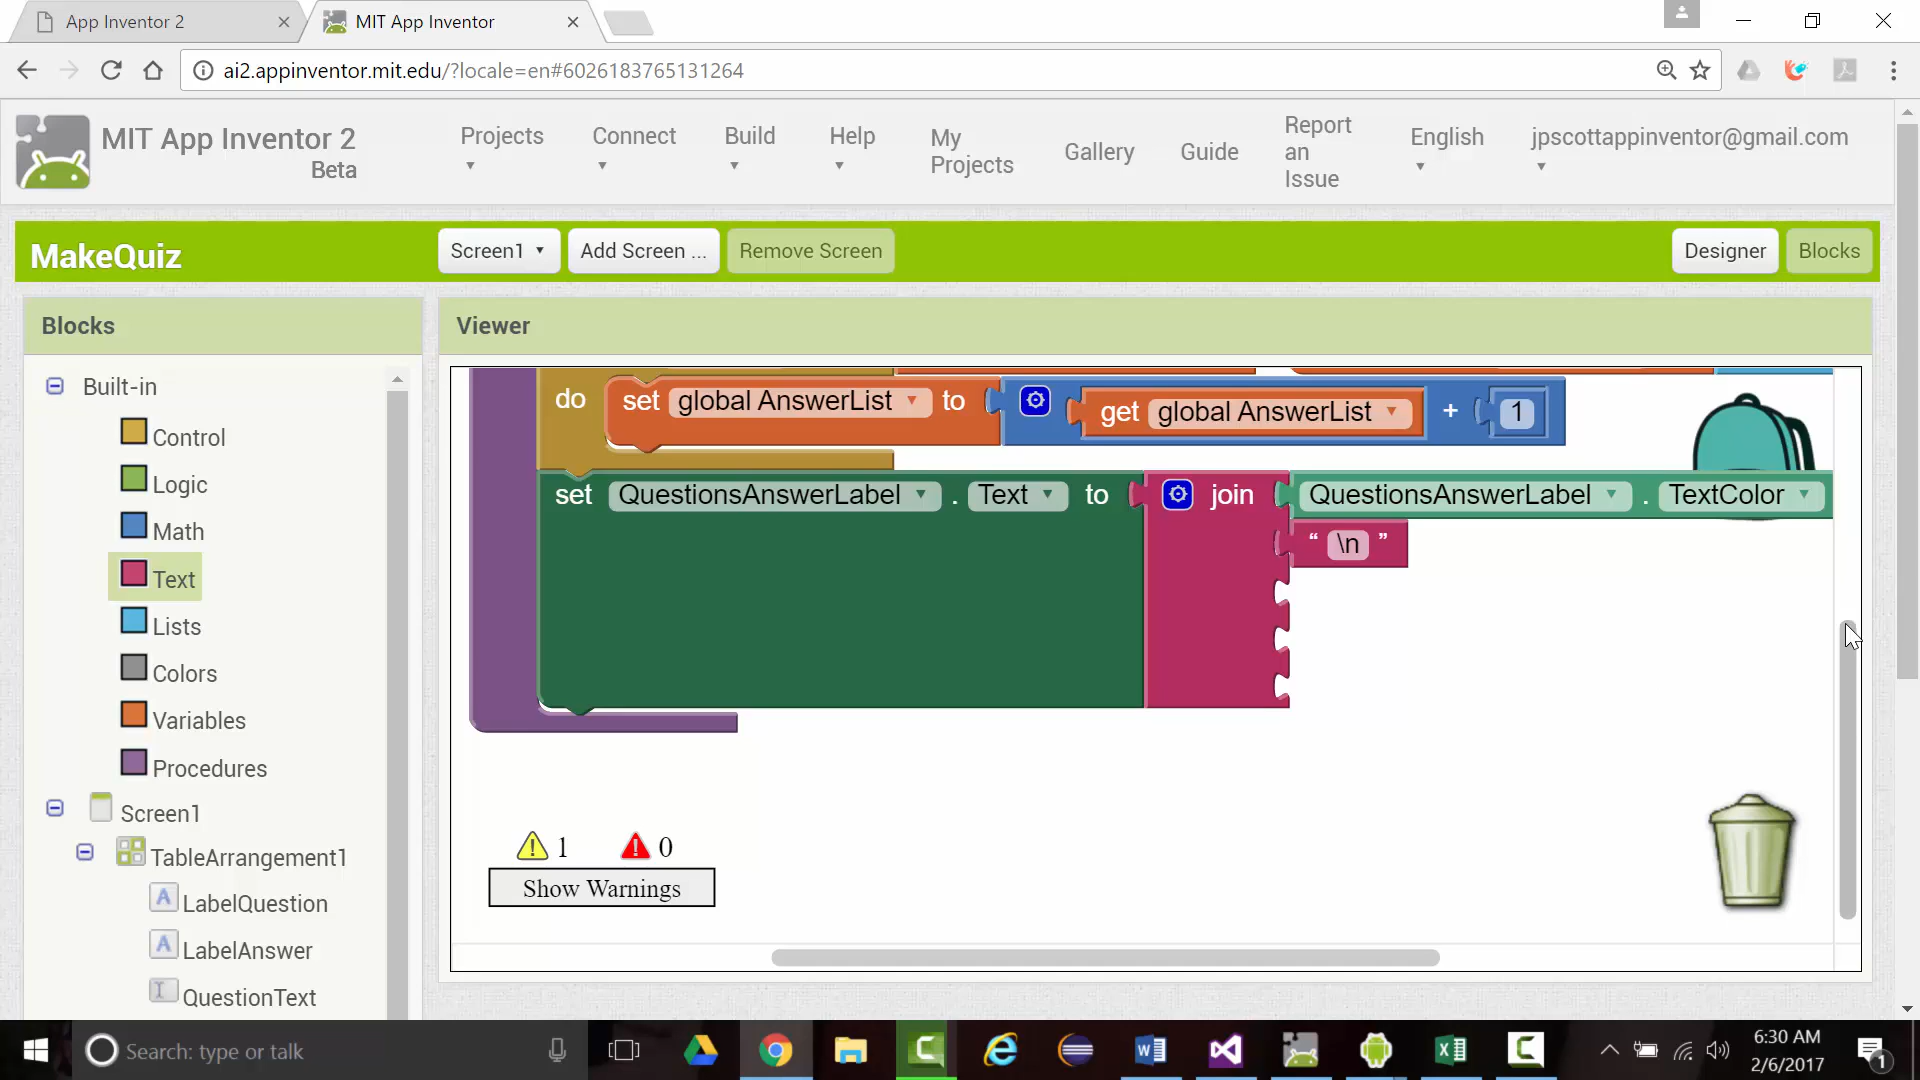 App Inventor 2
MIT App Inventor
ai2.appinventor.mit.edu/?locale=en#6026183765131264
MIT App Inventor 2
Beta
Projects
Connect
Build
Help
My
Projects
Gallery
Guide
Report
an
Issue
English
jpscottappinventor@gmail.com
MakeQuiz
Screen1
Add Screen ...
Remove Screen
Designer
Blocks
Blocks
Viewer
Built-in
Control
Logic
Math
Text
Lists
Colors
Variables
Procedures
Screen1
TableArrangement1
LabelQuestion
LabelAnswer
QuestionText
do set global AnswerList to get global AnswerList + 1
set QuestionsAnswerLabel . Text to join QuestionsAnswerLabel . TextColor
“ \n ”
1 0
Show Warnings
Search: type or talk
6:30 AM
2/6/2017
1